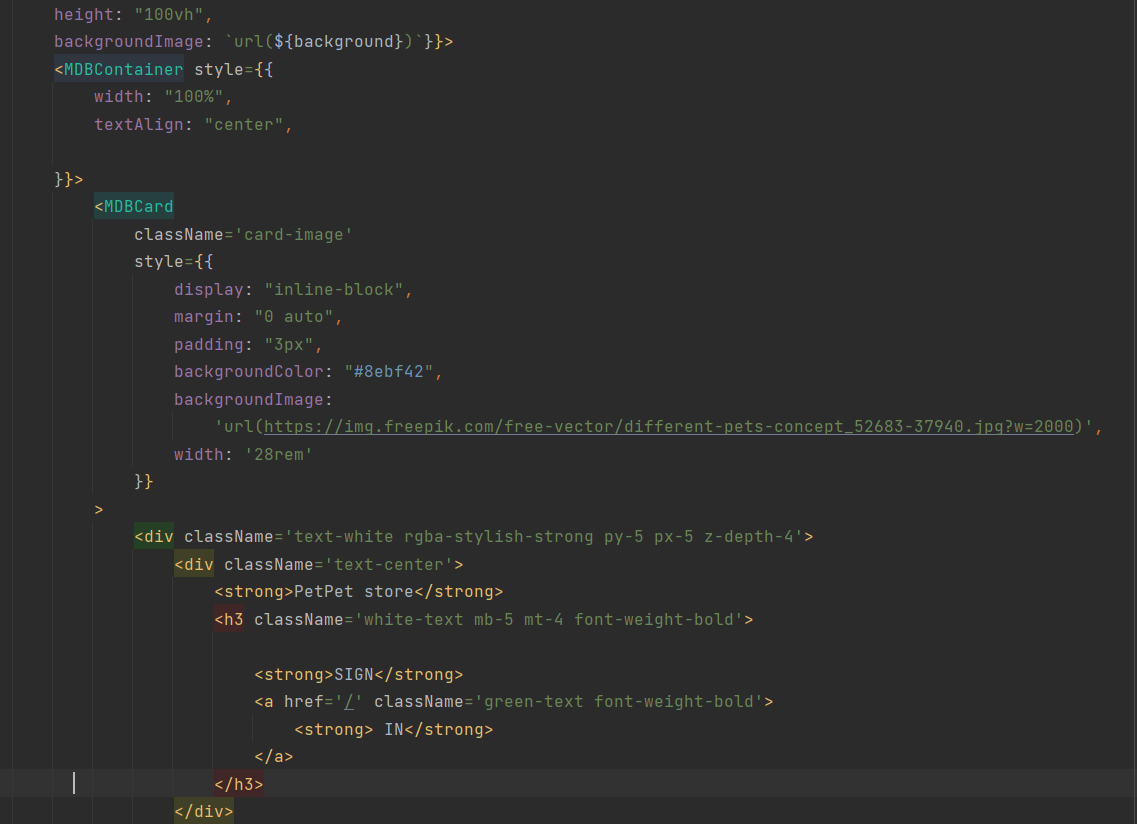 height: "100vh",
backgroundImage: `url(${background})`}}>
<MDBContainer style={{
width: "100%",
textAlign: "center",
}}>
<MDBCard
className='card-image'
style={{
display: "inline-block",
margin: "0 auto",
padding: "3px",
backgroundColor: "#8ebf42",
backgroundImage:
'url(https://img.freepik.com/free-vector/different-pets-concept_52683-37940.jpg?w=2000)',
width: '28rem'
}}
>
<div className='text-white rgba-stylish-strong py-5 px-5 z-depth-4'>
<div className='text-center'>
<strong>PetPet store</strong>
<h3 className='white-text mb-5 mt-4 font-weight-bold'>
<strong>SIGN</strong>
<a href='/' className='green-text font-weight-bold'>
<strong> IN</strong>
</a>
</h3>
</div>